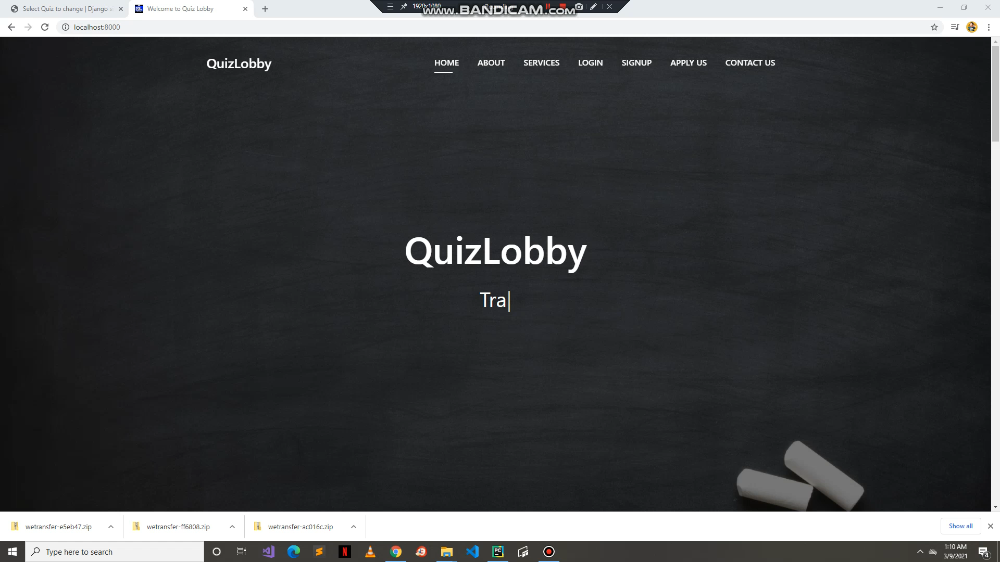 Select Quiz to change | Django s
Welcome to Quiz Lobby
1920x1080
www.BANDICAM.com
localhost:8000
QuizLobby
HOME ABOUT SERVICES LOGIN SIGNUP APPLY US CONTACT US
QuizLobby
Tra
wetransfer-e5eb47.zip
wetransfer-ff6808.zip
wetransfer-ac016c.zip
Show all
Type here to search
PC
1:10 AM
3/9/2021
4